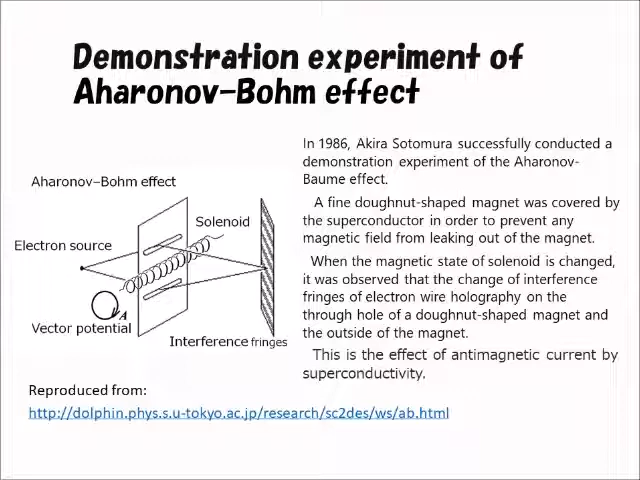 Demonstration experiment of
Aharonov-Bohm effect
Aharonov-Bohm effect
Solenoid
Electron source
A
Vector potential
Interference fringes
In 1986, Akira Sotomura successfully conducted a
demonstration experiment of the Aharonov-
Baume effect.
A fine doughnut-shaped magnet was covered by
the superconductor in order to prevent any
magnetic field from leaking out of the magnet.
When the magnetic state of solenoid is changed,
it was observed that the change of interference
fringes of electron wire holography on the
through hole of a doughnut-shaped magnet and
the outside of the magnet.
This is the effect of antimagnetic current by
superconductivity.
Reproduced from:
http://dolphin.phys.s.u-tokyo.ac.jp/research/sc2des/ws/ab.html